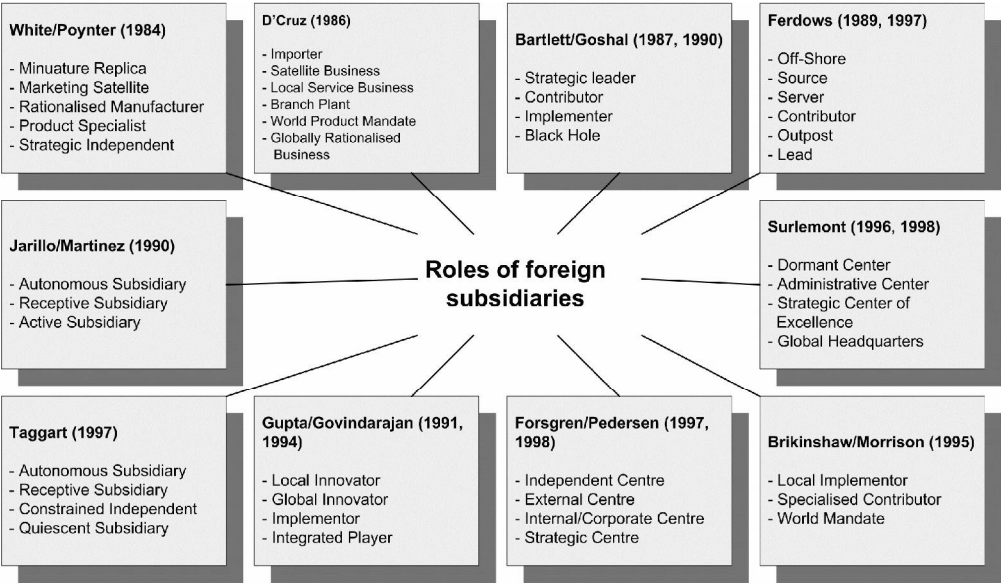 White/Poynter (1984)
- Minuature Replica
- Marketing Satellite
- Rationalised Manufacturer
- Product Specialist
- Strategic Independent
D'Cruz (1986)
- Importer
- Satellite Business
- Local Service Business
- Branch Plant
- World Product Mandate
- Globally Rationalised
Business
Bartlett/Goshal (1987, 1990)
- Strategic leader
- Contributor
- Implementer
- Black Hole
Ferdows (1989, 1997)
- Off-Shore
- Source
- Server
- Contributor
- Outpost
- Lead
Jarillo/Martinez (1990)
- Autonomous Subsidiary
- Receptive Subsidiary
- Active Subsidiary
Roles of foreign
subsidiaries
Surlemont (1996, 1998)
- Dormant Center
- Administrative Center
- Strategic Center of
Excellence
- Global Headquarters
Taggart (1997)
- Autonomous Subsidiary
- Receptive Subsidiary
- Constrained Independent
- Quiescent Subsidiary
Gupta/Govindarajan (1991,
1994)
- Local Innovator
- Global Innovator
- Implementor
- Integrated Player
Forsgren/Pedersen (1997,
1998)
- Independent Centre
- External Centre
- Internal/Corporate Centre
- Strategic Centre
Brikinshaw/Morrison (1995)
- Local Implementor
- Specialised Contributor
- World Mandate